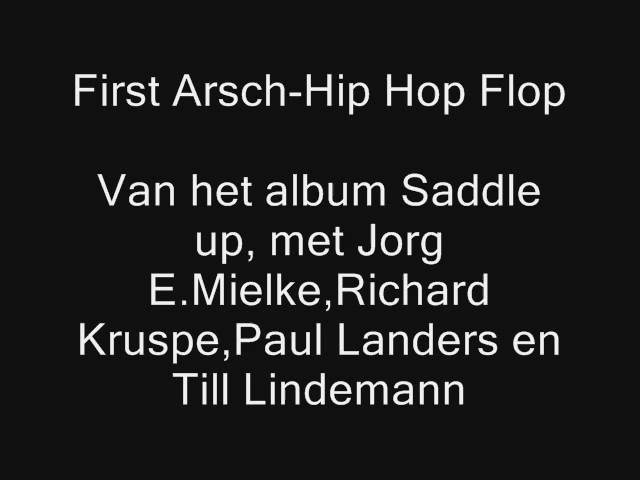 First Arsch-Hip Hop Flop
Van het album Saddle
up, met Jorg
E.Mielke,Richard
Kruspe,Paul Landers en
Till Lindemann